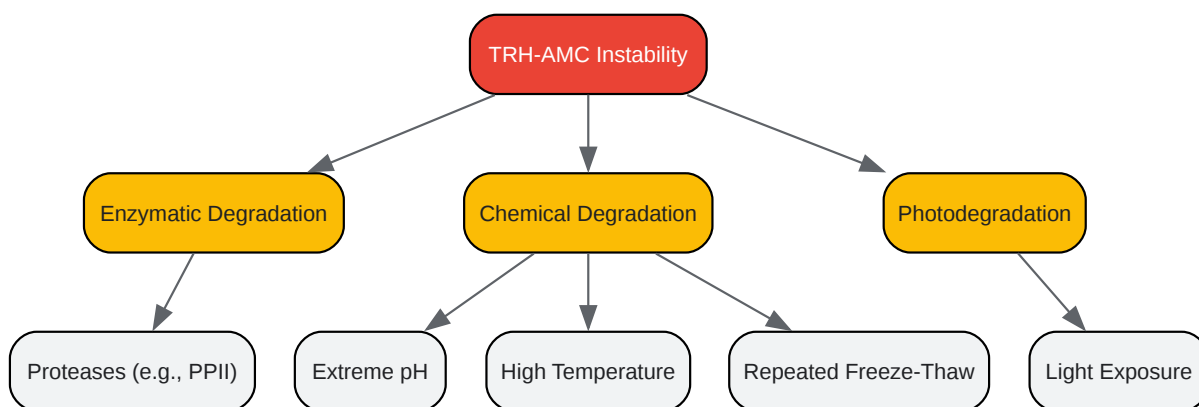 TRH-AMC Instability
Enzymatic Degradation
Chemical Degradation
Photodegradation
Proteases (e.g., PPII)
Extreme pH
High Temperature
Repeated Freeze-Thaw
Light Exposure